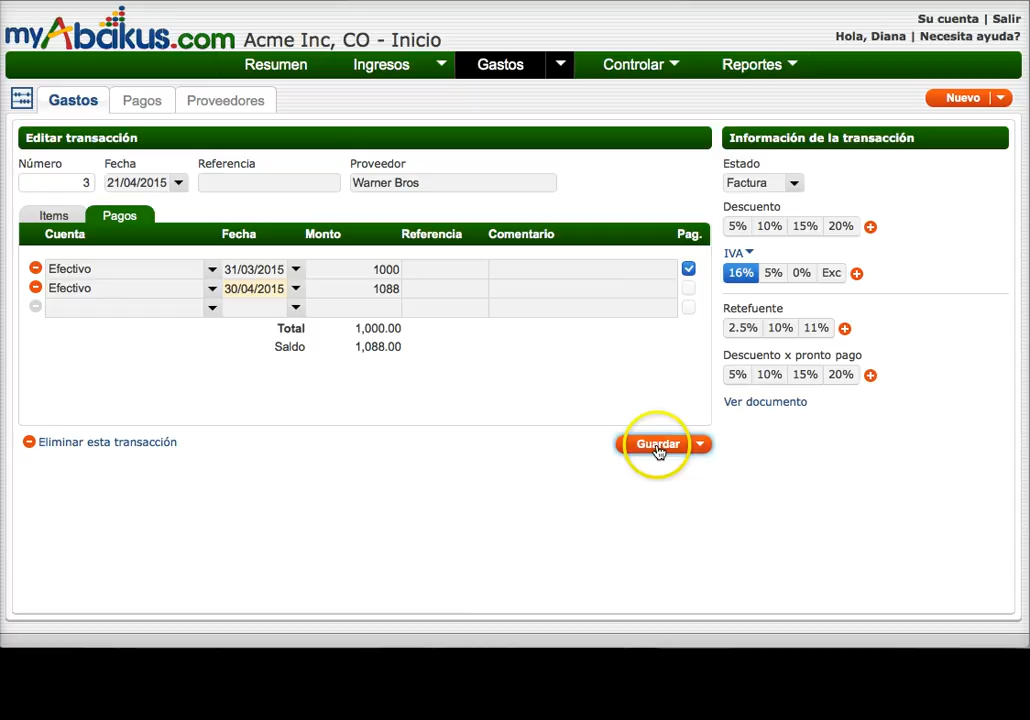 Su cuenta | Salir
myAbakus.com Acme Inc, CO - Inicio
Hola, Diana | Necesita ayuda?
Resumen Ingresos Gastos Controlar Reportes
Gastos Pagos Proveedores Nuevo
Editar transacción
Número Fecha Referencia Proveedor
3 21/04/2015 Warner Bros
Items Pagos
Cuenta Fecha Monto Referencia Comentario Pag.
Efectivo 31/03/2015 1000
Efectivo 30/04/2015 1088
Total 1,000.00
Saldo 1,088.00
Eliminar esta transacción Guardar
Información de la transacción
Estado
Factura
Descuento
5% 10% 15% 20%
IVA
16% 5% 0% Exc
Retefuente
2.5% 10% 11%
Descuento x pronto pago
5% 10% 15% 20%
Ver documento